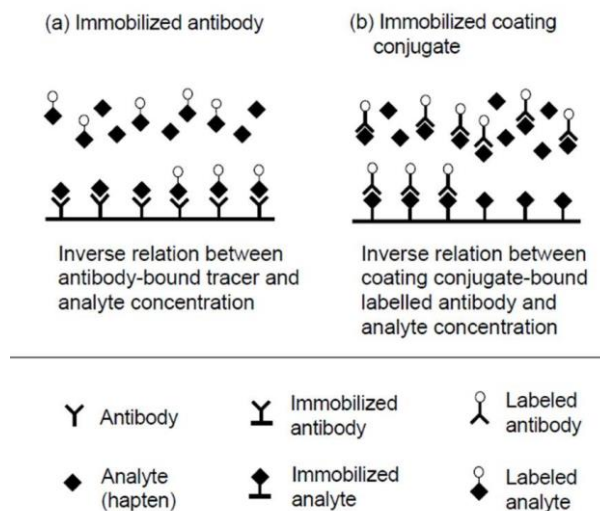 (a) Immobilized antibody
(b) Immobilized coating
conjugate
Inverse relation between
antibody-bound tracer and
analyte concentration
Inverse relation between
coating conjugate-bound
labelled antibody and
analyte concentration
Antibody
Immobilized
antibody
Labeled
antibody
Analyte
(hapten)
Immobilized
analyte
Labeled
analyte